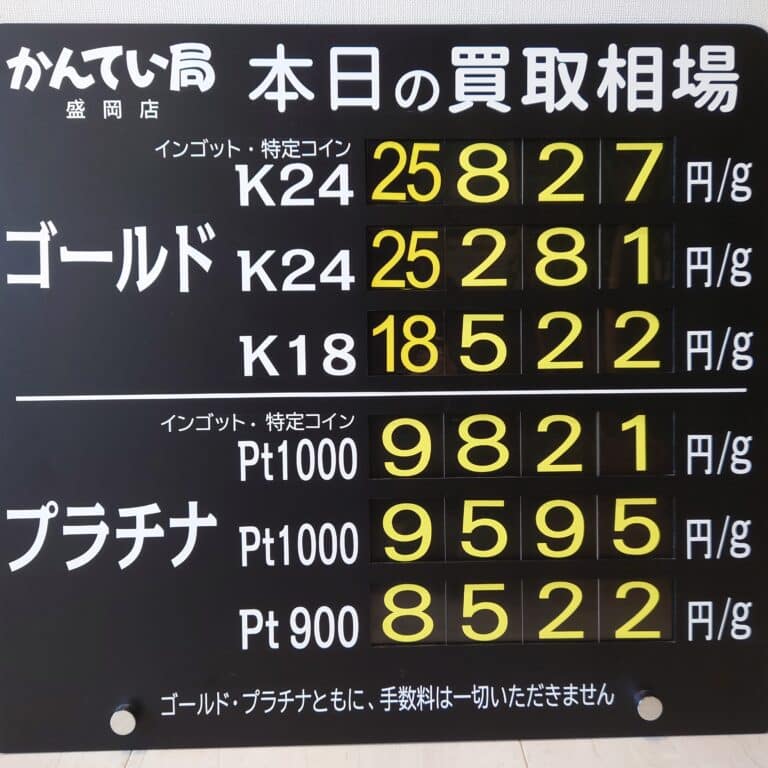 かんてい局 本日の買取相場
盛岡店
インゴット・特定コイン
K24 25827 円/g
ゴールド K24 25281 円/g
K18 18522 円/g
インゴット・特定コイン
Pt1000 9821 円/g
プラチナ Pt1000 9595 円/g
Pt900 8522 円/g
ゴールド・プラチナともに、手数料は一切いただきません